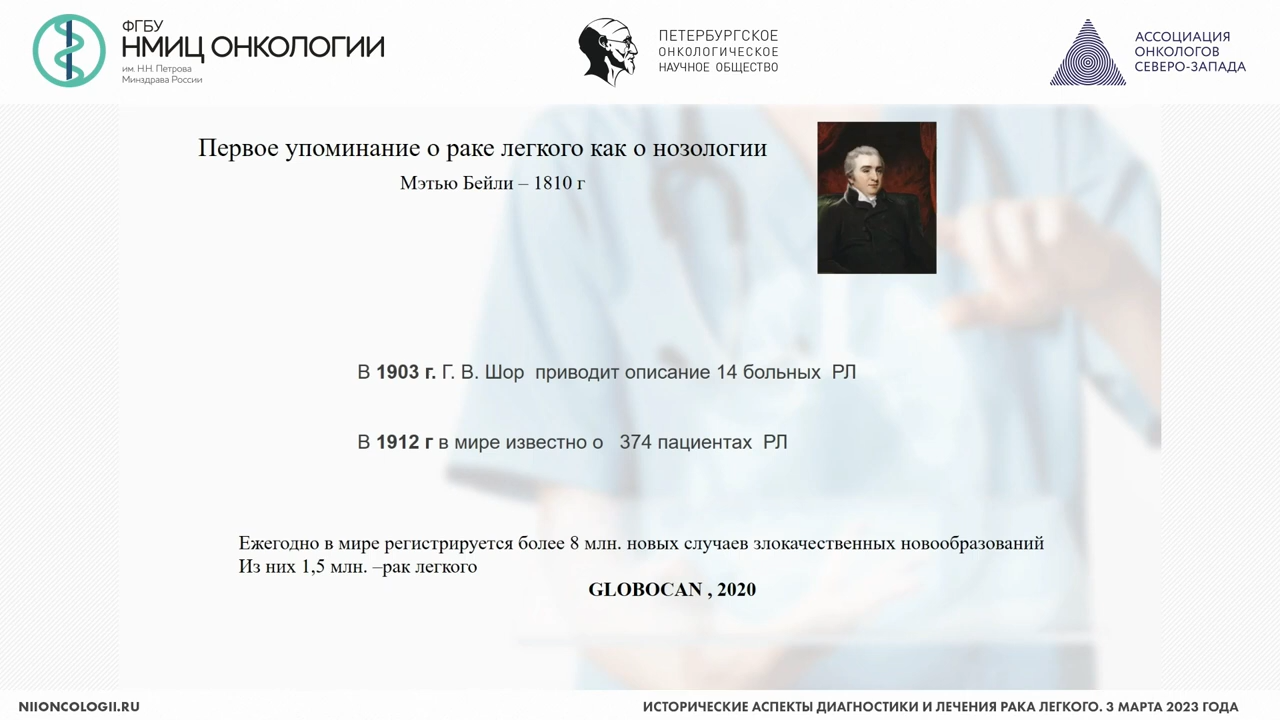 ФГБУ
НМИЦ ОНКОЛОГИИ
им. Н.Н. Петрова
Минздрава России
ПЕТЕРБУРГСКОЕ
ОНКОЛОГИЧЕСКОЕ
НАУЧНОЕ ОБЩЕСТВО
АССОЦИАЦИЯ
ОНКОЛОГОВ
СЕВЕРО-ЗАПАДА
Первое упоминание о раке легкого как о нозологии
Мэтью Бейли – 1810 г
В 1903 г. Г. В. Шор приводит описание 14 больных РЛ
В 1912 г в мире известно о 374 пациентах РЛ
Ежегодно в мире регистрируется более 8 млн. новых случаев злокачественных новообразований
Из них 1,5 млн. –рак легкого
GLOBOCAN , 2020
NIIONCOLOGII.RU
ИСТОРИЧЕСКИЕ АСПЕКТЫ ДИАГНОСТИКИ И ЛЕЧЕНИЯ РАКА ЛЕГКОГО. 3 МАРТА 2023 ГОДА